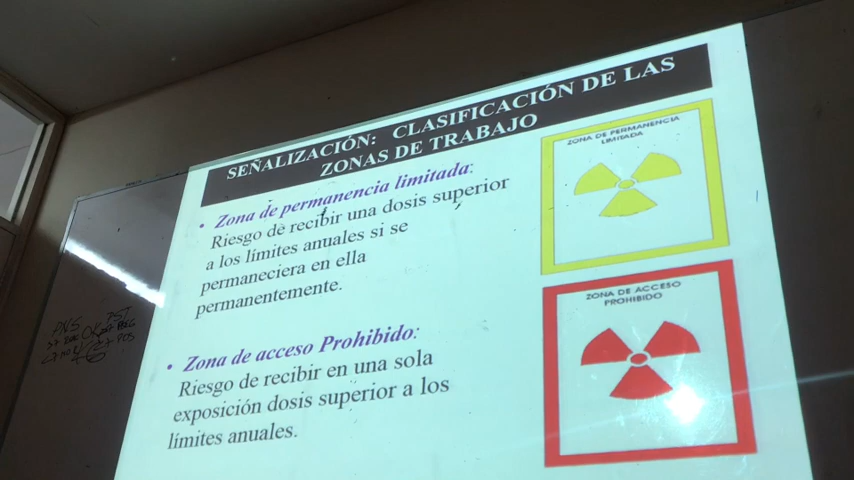 SEÑALIZACIÓN: CLASIFICACIÓN DE LAS
ZONAS DE TRABAJO
• Zona de permanencia limitada:
Riesgo de recibir una dosis superior
a los límites anuales si se
permaneciera en ella
permanentemente.
• Zona de acceso Prohibido:
Riesgo de recibir en una sola
exposición dosis superior a los
límites anuales.
ZONA DE PERMANENCIA
LIMITADA
ZONA DE ACCESO
PROHIBIDO